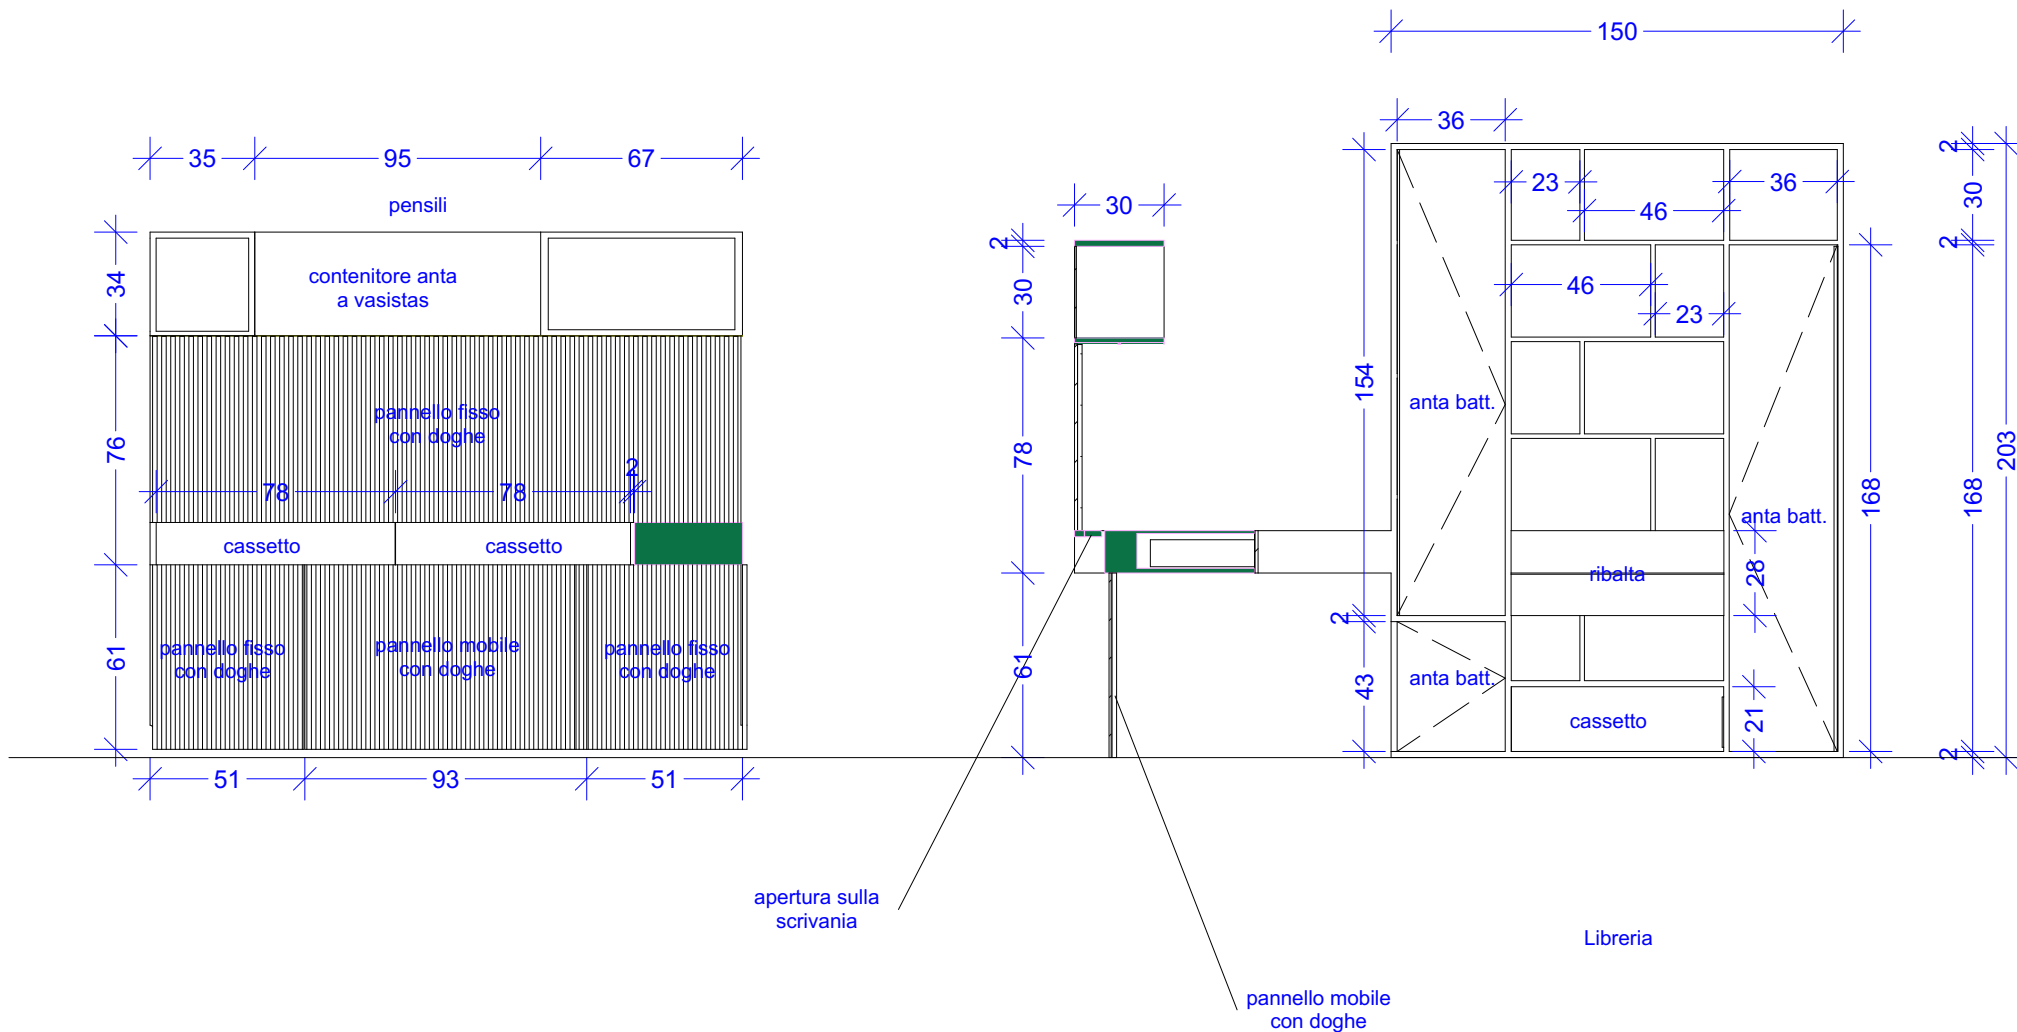 150
36
35
95
67
23
36
2
30
pensili
30
46
2
30
34
contenitore anta
a vasistas
2
30
46
23
2
154
anta batt.
pannello fisso
con doghe
76
78
203
2
78
78
168
168
anta batt.
cassetto
cassetto
ribalta
28
2
61
pannello fisso
con doghe
pannello mobile
con doghe
pannello fisso
con doghe
61
43
anta batt.
cassetto
21
2
51
93
51
apertura sulla
scrivania
Libreria
pannello mobile
con doghe